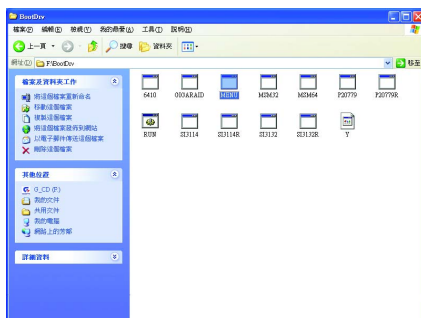 BootDrv
檔案(F) 編輯(E) 檢視(V) 我的最愛(A) 工具(T) 說明(H)
上一頁 搜尋 資料夾
網址(D) F:\BootDrv 移至
檔案及資料夾工作
將這個檔案重新命名
移動這個檔案
複製這個檔案
將這個檔案發佈到網站
以電子郵件傳送這個檔案
刪除這個檔案
其他位置
G_CD (F:)
我的文件
共用文件
我的電腦
網路上的芳鄰
詳細資料
6410 MENU MSM32 MSM64 P20779 P20779R
RUN SI3114 SI3114R SI3132 SI3132R Y